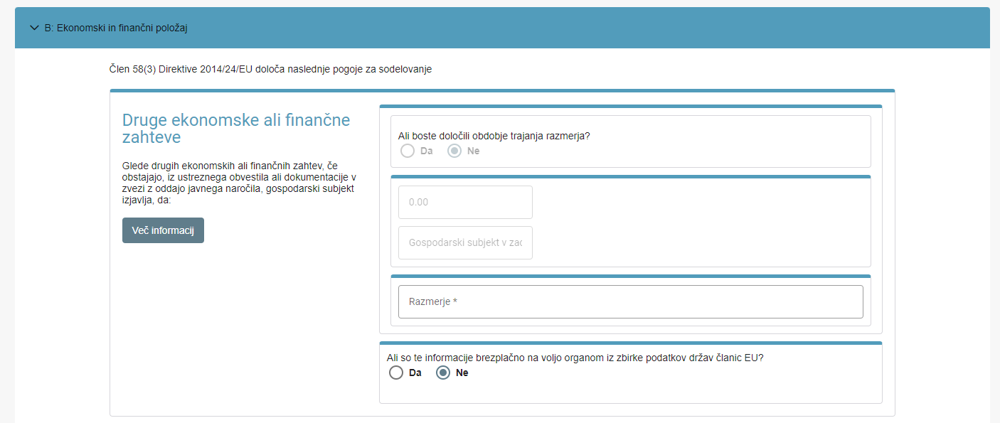 B: Ekonomski in finančni položaj
Člen 58(3) Direktive 2014/24/EU določa naslednje pogoje za sodelovanje
Druge ekonomske ali finančne
zahteve
Glede drugih ekonomskih ali finančnih zahtev, če
obstajajo, iz ustreznega obvestila ali dokumentacije v
zvezi z oddajo javnega naročila, gospodarski subjekt
izjavlja, da:
Več informacij
Ali boste določili obdobje trajanja razmerja?
Da Ne
0.00
Gospodarski subjekt v
Razmerje *
Ali so te informacije brezplačno na voljo organom iz zbirke podatkov držav članic EU?
Da Ne